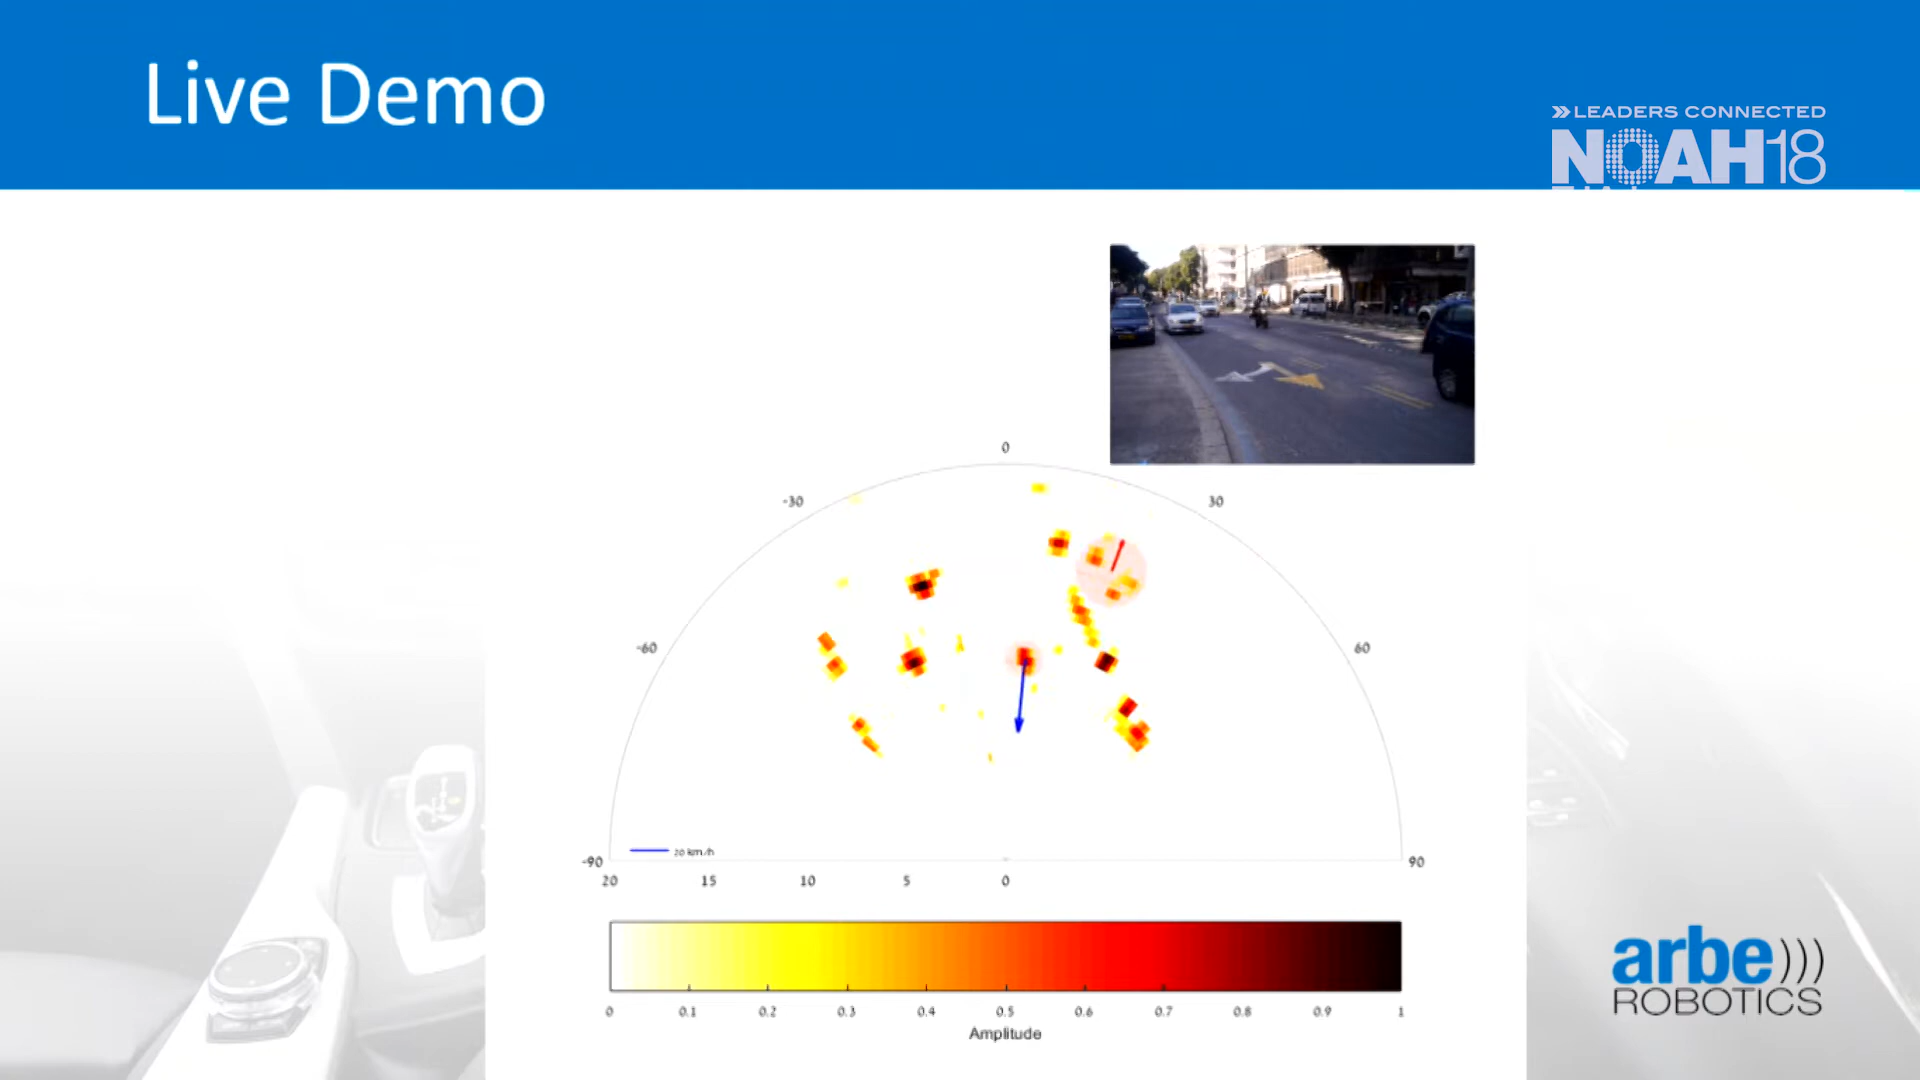 Live Demo
LEADERS CONNECTED
NOAH18
0
-30
30
-60
60
20 km/h
-90
90
20 15 10 5 0
0 0.1 0.2 0.3 0.4 0.5 0.6 0.7 0.8 0.9 1
Amplitude
arbe
ROBOTICS